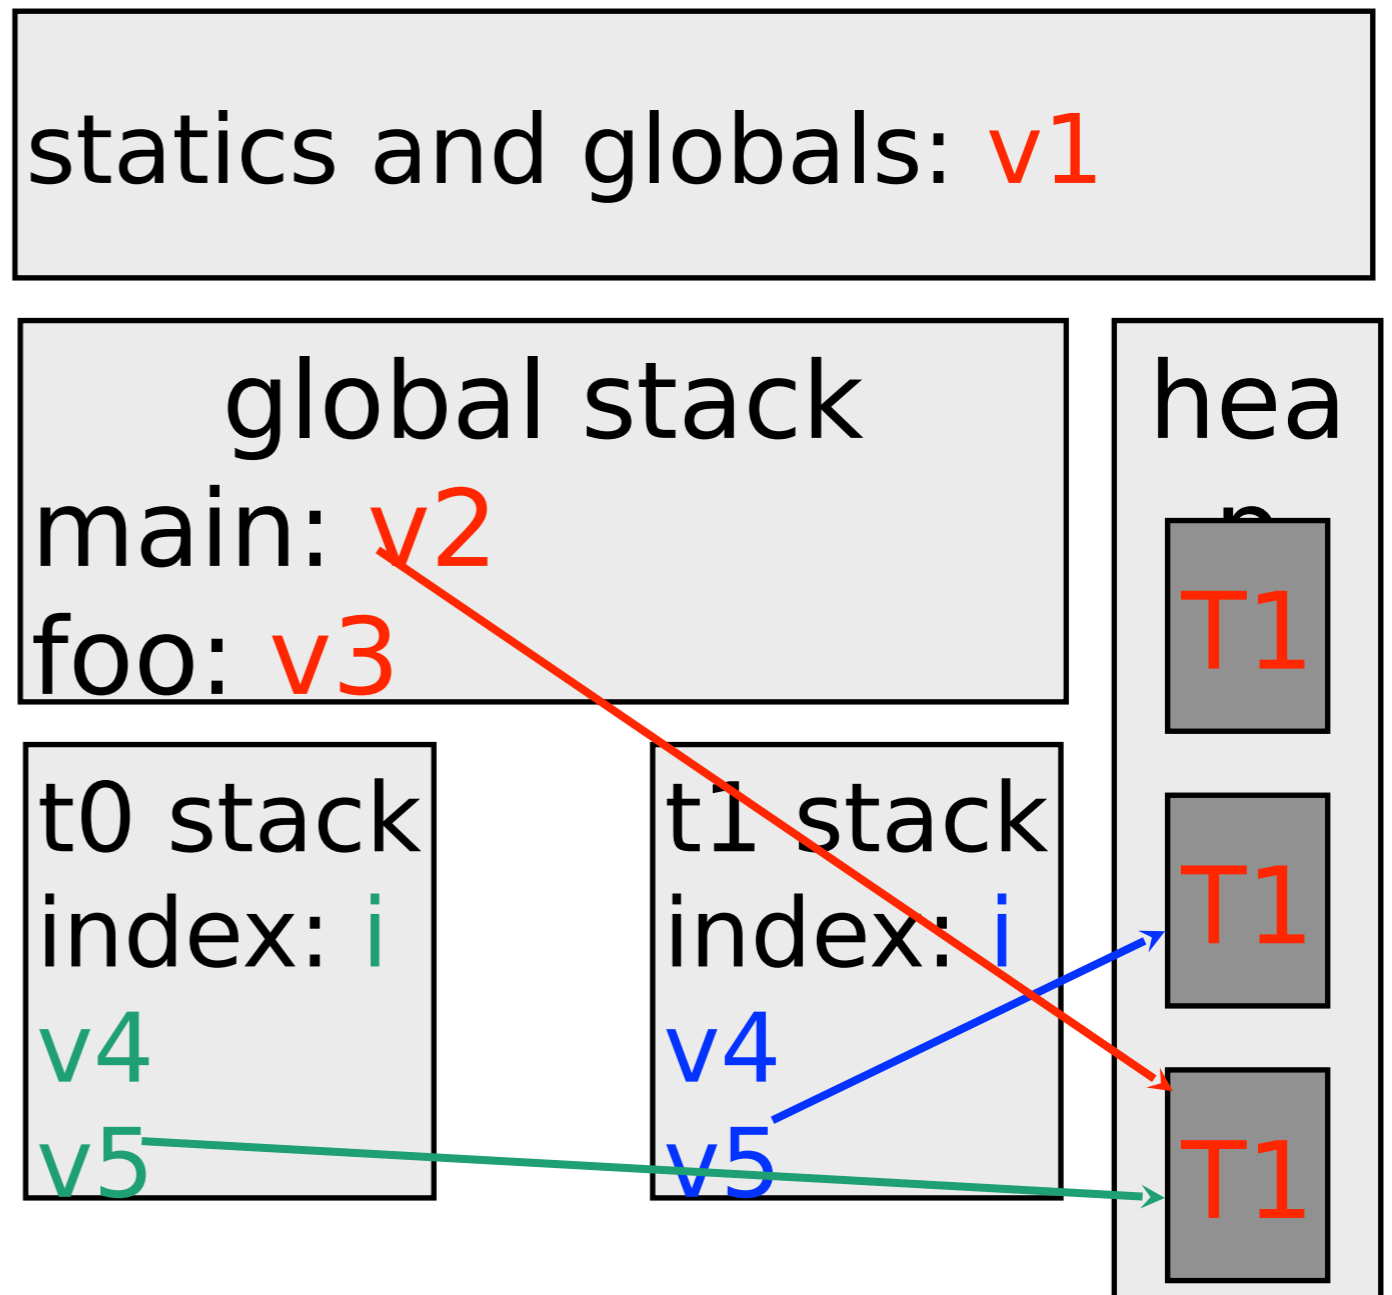 statics and globals: v1
global stack
main: v2
foo: v3
hea
p
T1
T1
T1
t0 stack
index: i
v4
v5
t1 stack
index: i
v4
v5